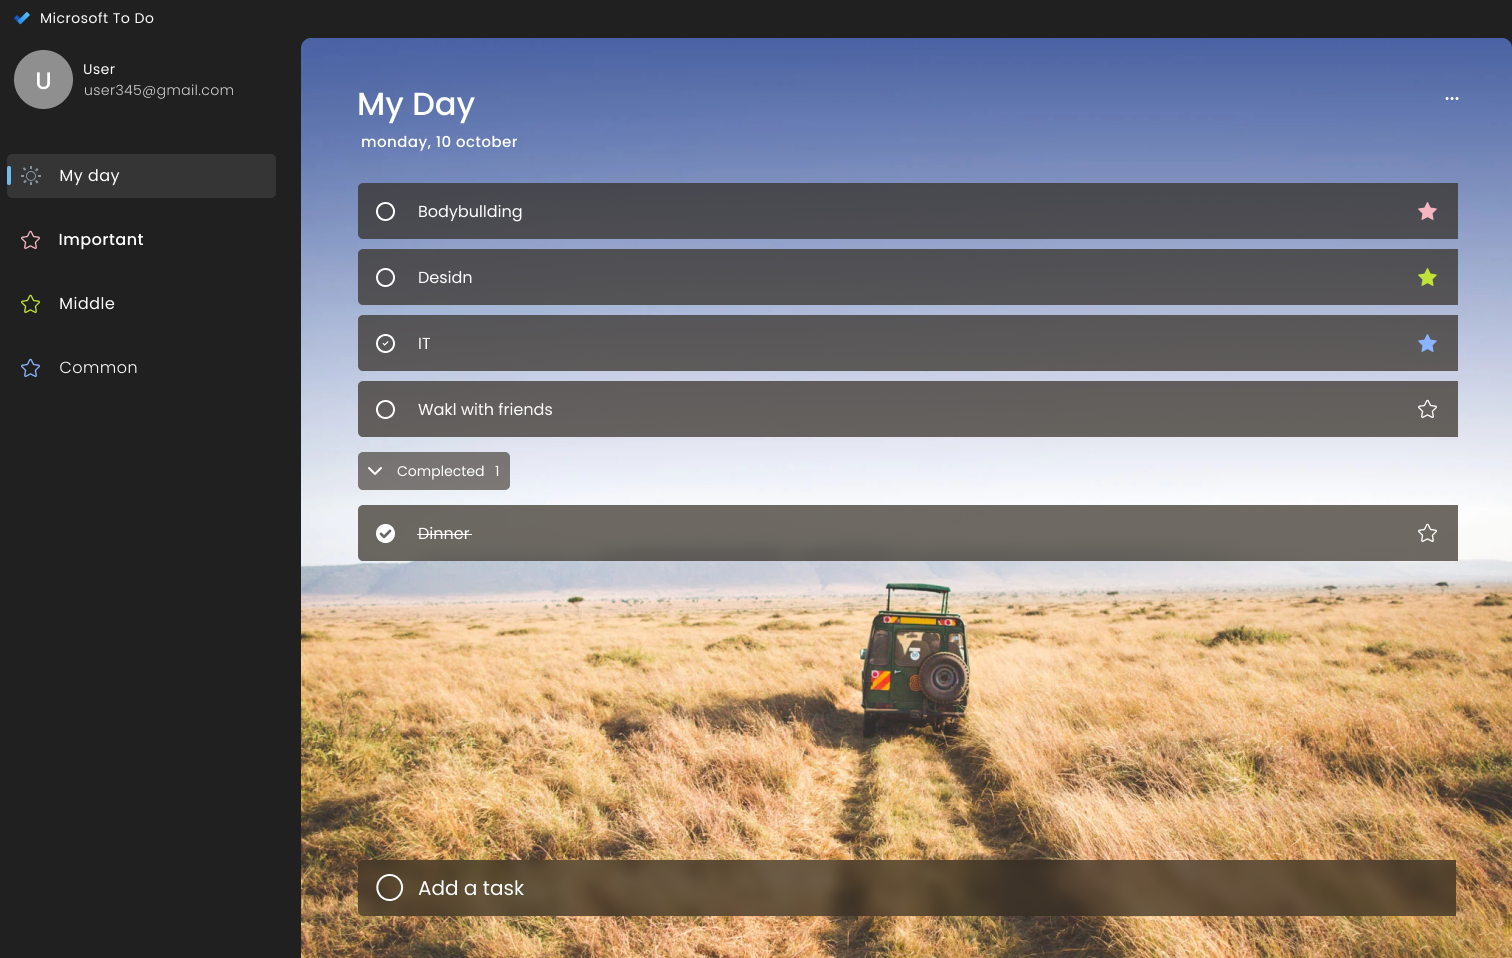 Microsoft To Do
U
User
user345@gmail.com
My day
Important
Middle
Common
My Day
...
monday, 10 october
Bodybullding
Desidn
IT
Wakl with friends
Complected 1
Dinner
Add a task